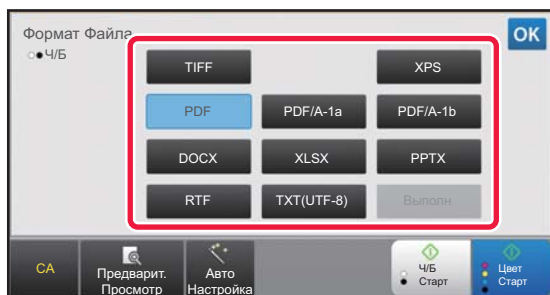 Формат Файла
Ч/Б
OK
TIFF
XPS
PDF
PDF/A-1a
PDF/A-1b
DOCX
XLSX
PPTX
RTF
TXT(UTF-8)
Выполн
CA
Предварит.
Просмотр
Авто
Настройка
Ч/Б
Старт
Цвет
Старт